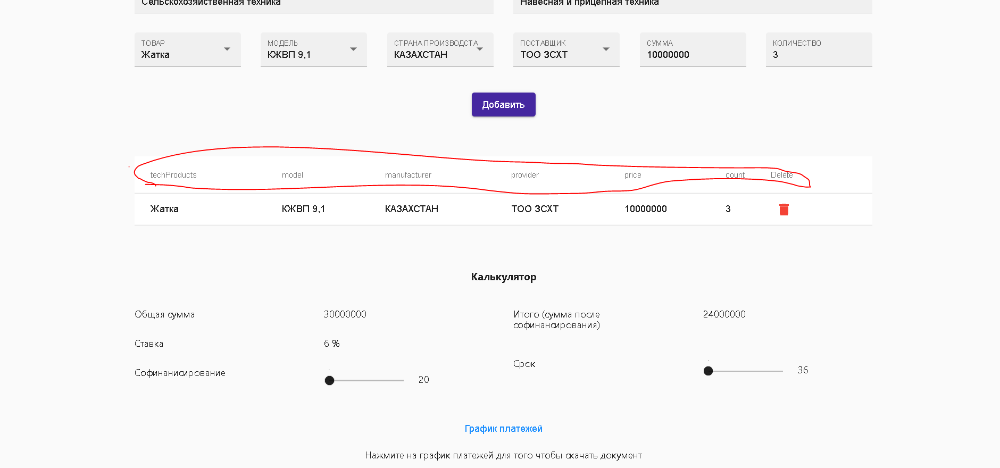 Сельскохозяйственная техника Навесная и прицепная техника
ТОВАР МОДЕЛЬ СТРАНА ПРОИЗВОДСТА ПОСТАВЩИК СУММА КОЛИЧЕСТВО
Жатка КЖВП 9,1 КАЗАХСТАН ТОО ЗСХТ 10000000 3
Добавить
techProducts model manufacturer provider price count Delete
Жатка КЖВП 9,1 КАЗАХСТАН ТОО ЗСХТ 10000000 3
Калькулятор
Общая сумма 30000000 Итого (сумма после
софинансирования) 24000000
Ставка 6 %
Срок 36
Софинанисирование 20
График платежей
Нажмите на график платежей для того чтобы скачать документ